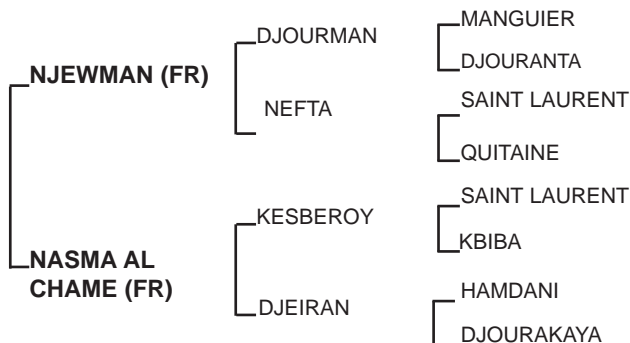 MANGUIER
DJOURMAN
NJEWMAN (FR)
DJOURANTA
SAINT LAURENT
NEFTA
QUITAINE
SAINT LAURENT
KESBEROY
KBIBA
NASMA AL
CHAME (FR)
HAMDANI
DJEIRAN
DJOURAKAYA